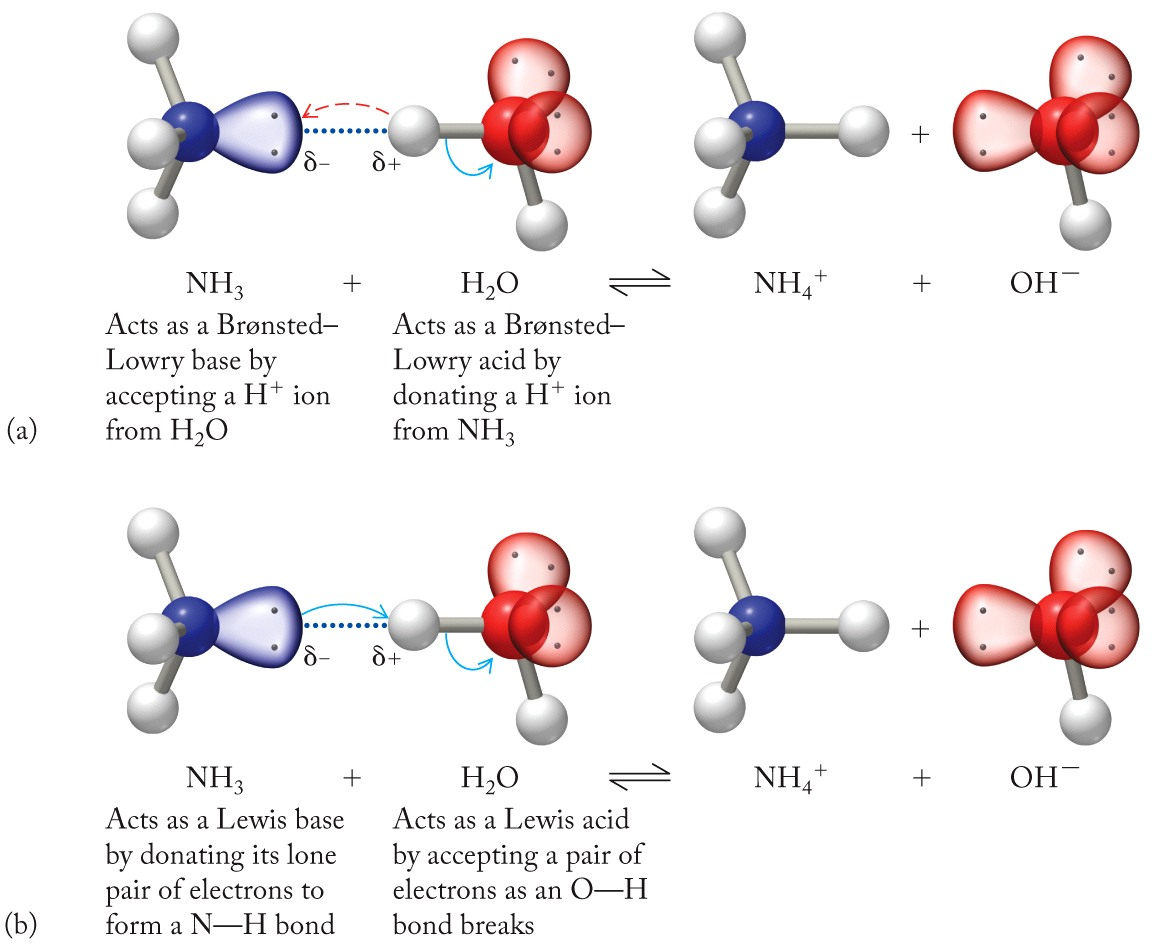 +
δ– δ+
NH₃ + H₂O ⇌ NH₄⁺ + OH⁻
Acts as a Brønsted–
Lowry base by
accepting a H⁺ ion
from H₂O
Acts as a Brønsted–
Lowry acid by
donating a H⁺ ion
from NH₃
(a)
+
δ– δ+
NH₃ + H₂O ⇌ NH₄⁺ + OH⁻
Acts as a Lewis base
by donating its lone
pair of electrons to
form a N—H bond
Acts as a Lewis acid
by accepting a pair of
electrons as an O—H
bond breaks
(b)